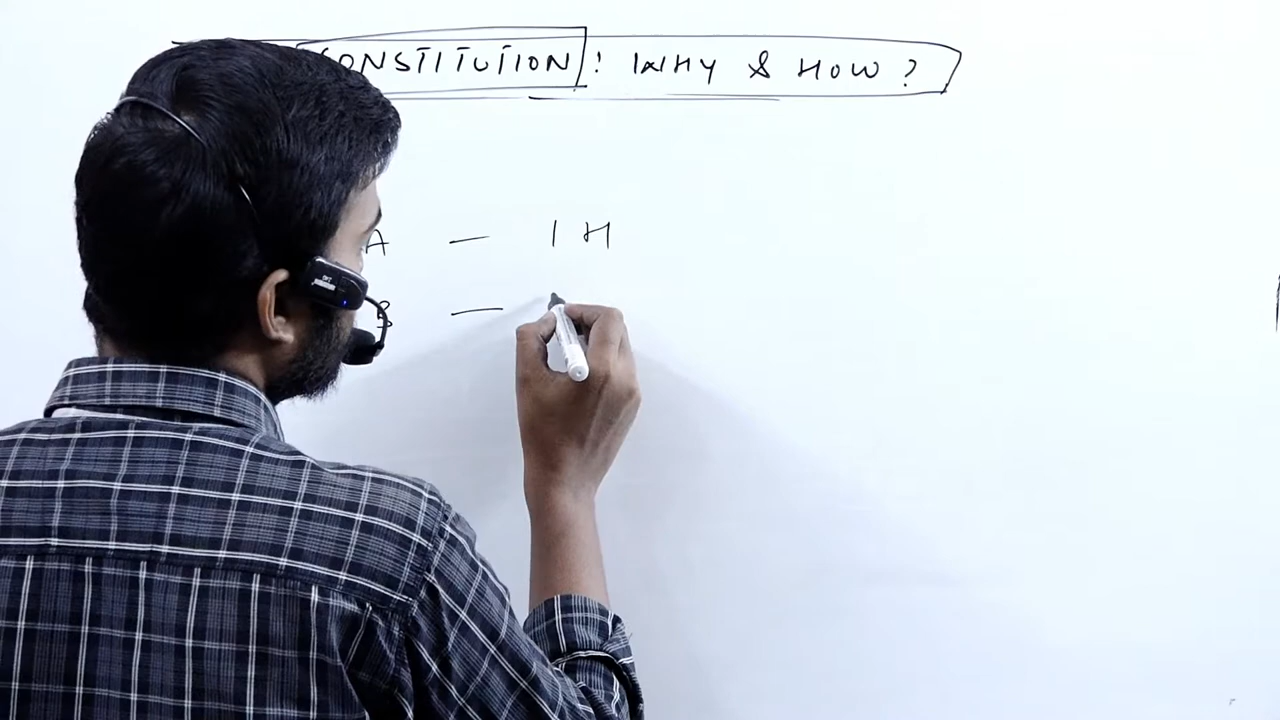 CONSTITUTION : WHY & HOW ?
A — 1 H
B —